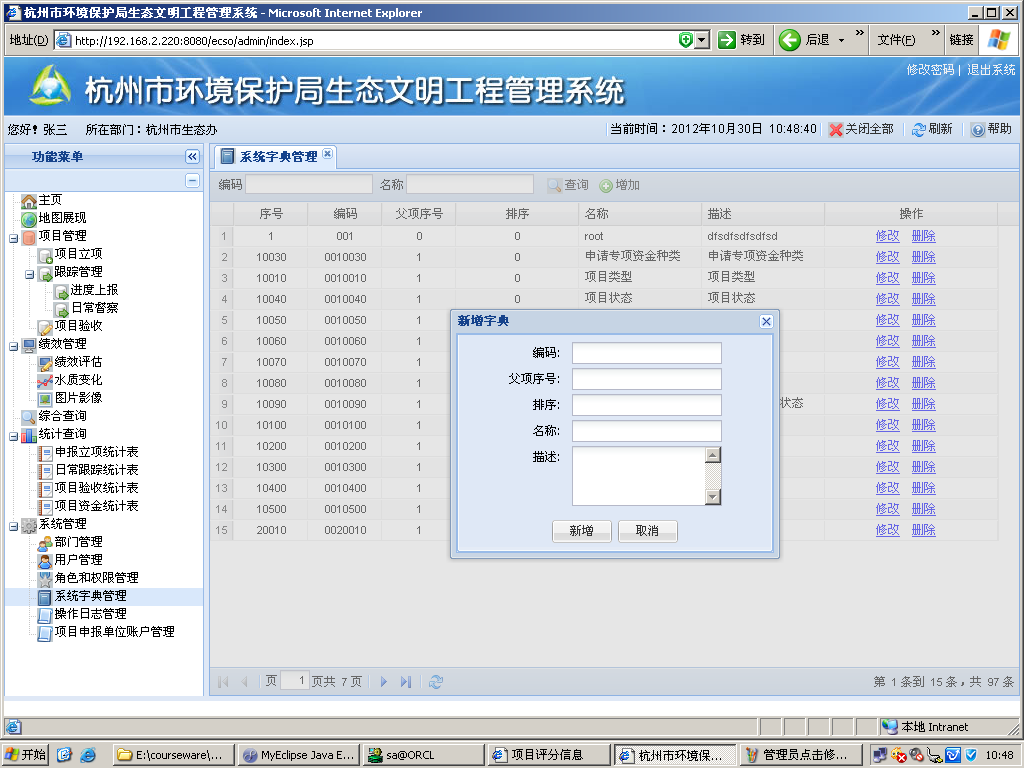 杭州市环境保护局生态文明工程管理系统 - Microsoft Internet Explorer
地址(D) http://192.168.2.220:8080/ecso/admin/index.jsp 转到 后退 » 文件(F) » 链接
杭州市环境保护局生态文明工程管理系统
修改密码 | 退出系统
您好! 张三 所在部门：杭州市生态办 当前时间：2012年10月30日 10:48:40 关闭全部 刷新 帮助
功能菜单
主页
地图展现
项目管理
项目立项
跟踪管理
进度上报
日常督察
项目验收
绩效管理
绩效评估
水质变化
图片影像
综合查询
统计查询
申报立项统计表
日常跟踪统计表
项目验收统计表
项目资金统计表
系统管理
部门管理
用户管理
角色和权限管理
系统字典管理
操作日志管理
项目申报单位账户管理
系统字典管理
编码 名称 查询 增加
序号 编码 父项序号 排序 名称 描述 操作
1 1 001 0 0 root dfsdfsdfsdfsd 修改 删除
2 10030 0010030 1 0 申请专项资金种类 申请专项资金种类 修改 删除
3 10010 0010010 1 0 项目类型 项目类型 修改 删除
4 10040 0010040 1 0 项目状态 项目状态 修改 删除
5 10050 0010050 1 修改 删除
6 10060 0010060 1 修改 删除
7 10070 0010070 1 修改 删除
8 10080 0010080 1 修改 删除
9 10090 0010090 1 状态 修改 删除
10 10100 0010100 1 修改 删除
11 10200 0010200 1 修改 删除
12 10300 0010300 1 修改 删除
13 10400 0010400 1 修改 删除
14 10500 0010500 1 修改 删除
15 20010 0020010 1 修改 删除
新增字典
编码:
父项序号:
排序:
名称:
描述:
新增 取消
页 1 页共 7 页 第 1 条到 15 条，共 97 条
本地 Intranet
开始 E:\courseware\... MyEclipse Java E... sa@ORCL 项目评分信息 杭州市环境保... 管理员点击修... 10:48